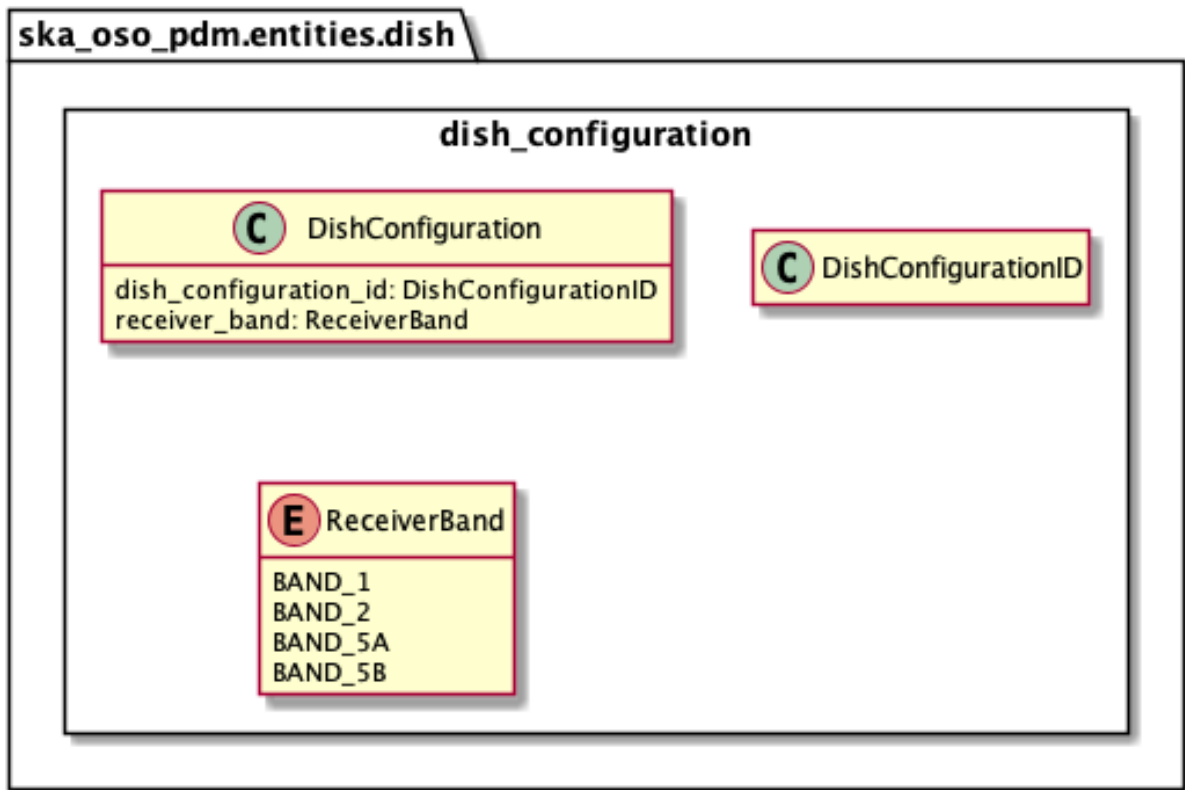 ska_oso_pdm.entities.dish
dish_configuration
C DishConfiguration
dish_configuration_id: DishConfigurationID
receiver_band: ReceiverBand
C DishConfigurationID
E ReceiverBand
BAND_1
BAND_2
BAND_5A
BAND_5B